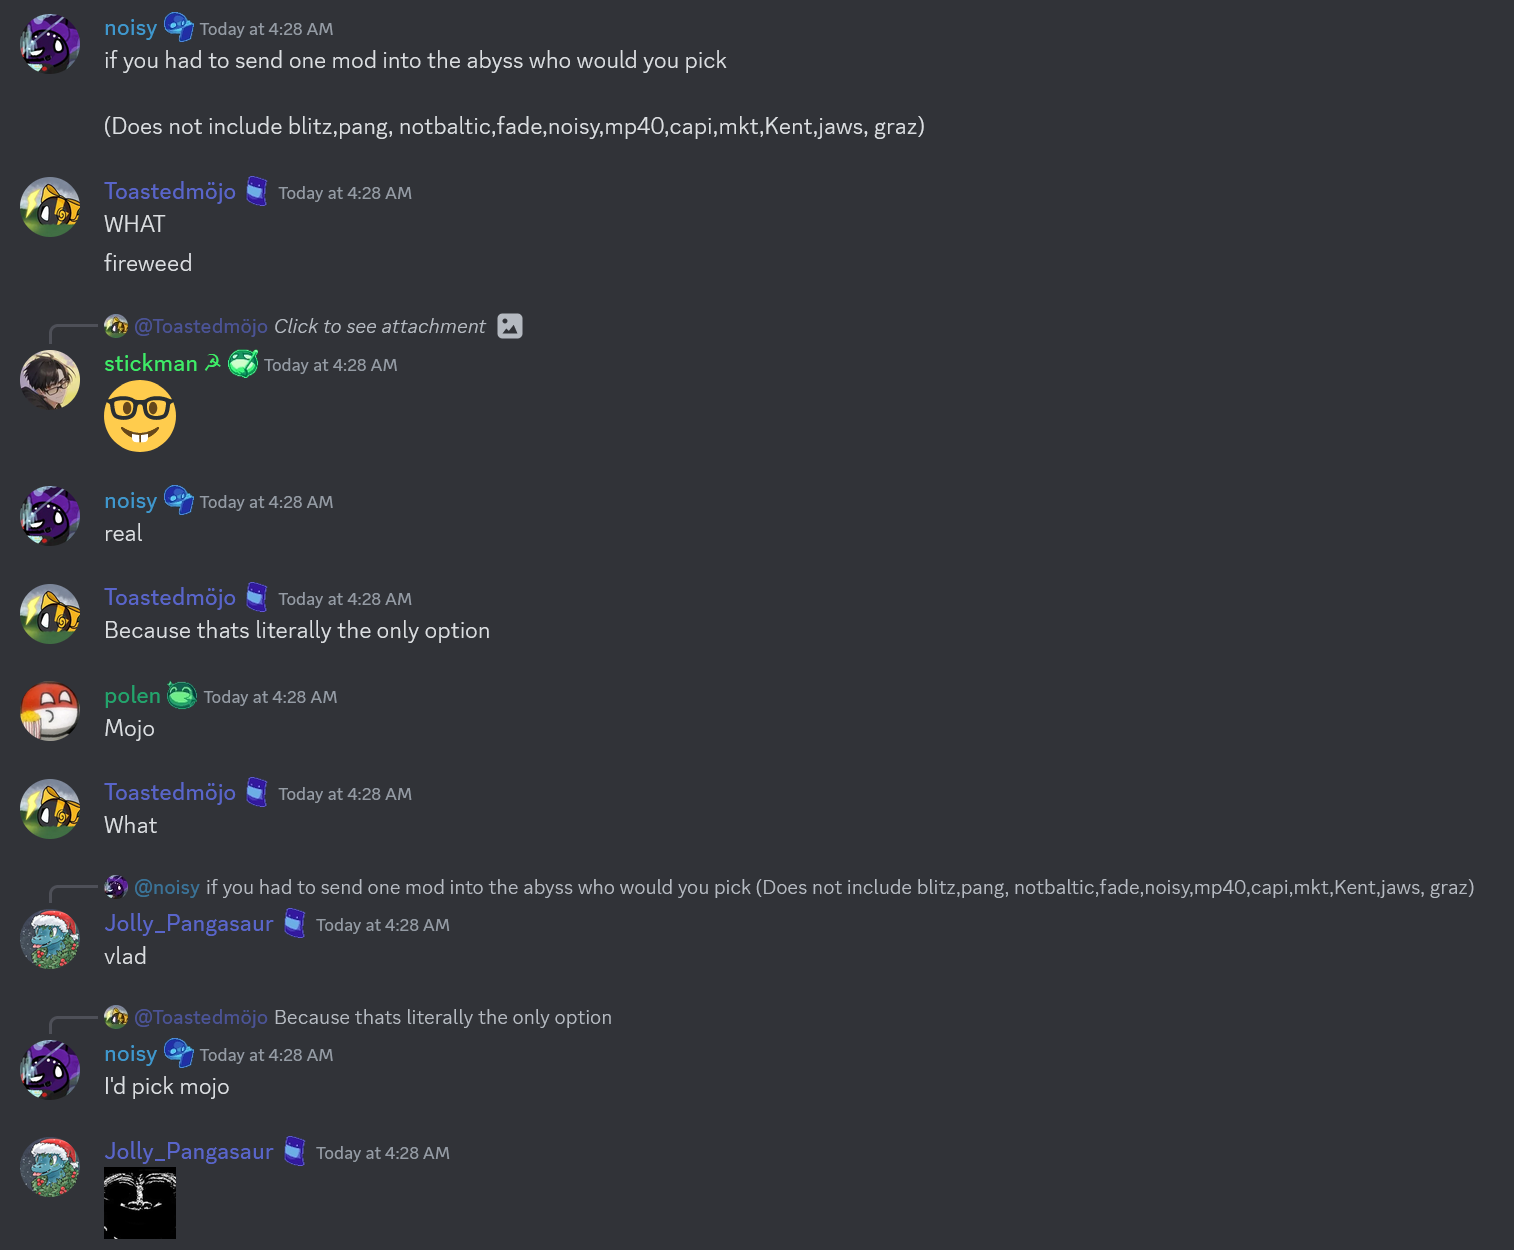 noisy Today at 4:28 AM
if you had to send one mod into the abyss who would you pick
(Does not include blitz,pang, notbaltic,fade,noisy,mp40,capi,mkt,Kent,jaws, graz)
Toastedmöjo Today at 4:28 AM
WHAT
fireweed
@Toastedmöjo Click to see attachment
stickman ☭ Today at 4:28 AM
noisy Today at 4:28 AM
real
Toastedmöjo Today at 4:28 AM
Because thats literally the only option
polen Today at 4:28 AM
Mojo
Toastedmöjo Today at 4:28 AM
What
@noisy if you had to send one mod into the abyss who would you pick (Does not include blitz,pang, notbaltic,fade,noisy,mp40,capi,mkt,Kent,jaws, graz)
Jolly_Pangasaur Today at 4:28 AM
vlad
@Toastedmöjo Because thats literally the only option
noisy Today at 4:28 AM
I'd pick mojo
Jolly_Pangasaur Today at 4:28 AM